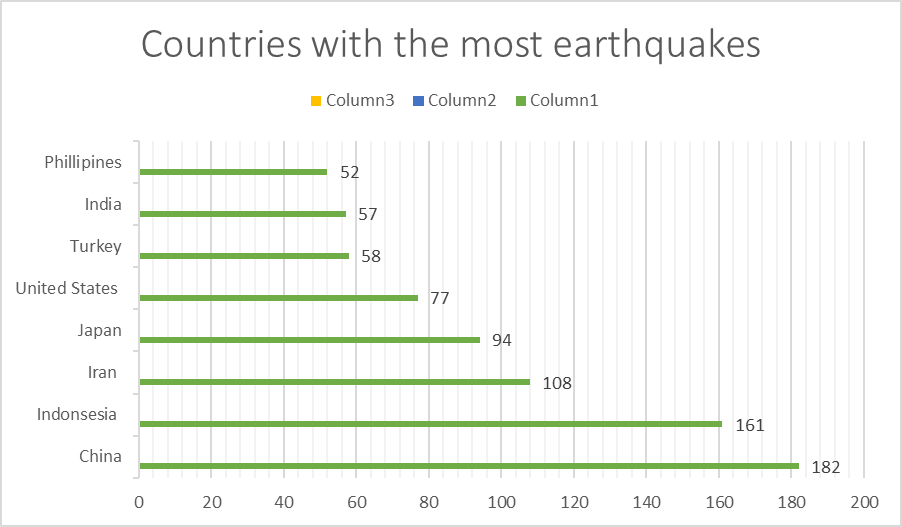 Countries with the most earthquakes
Column3 Column2 Column1
Phillipines 52
India 57
Turkey 58
United States 77
Japan 94
Iran 108
Indonsesia 161
China 182
0 20 40 60 80 100 120 140 160 180 200